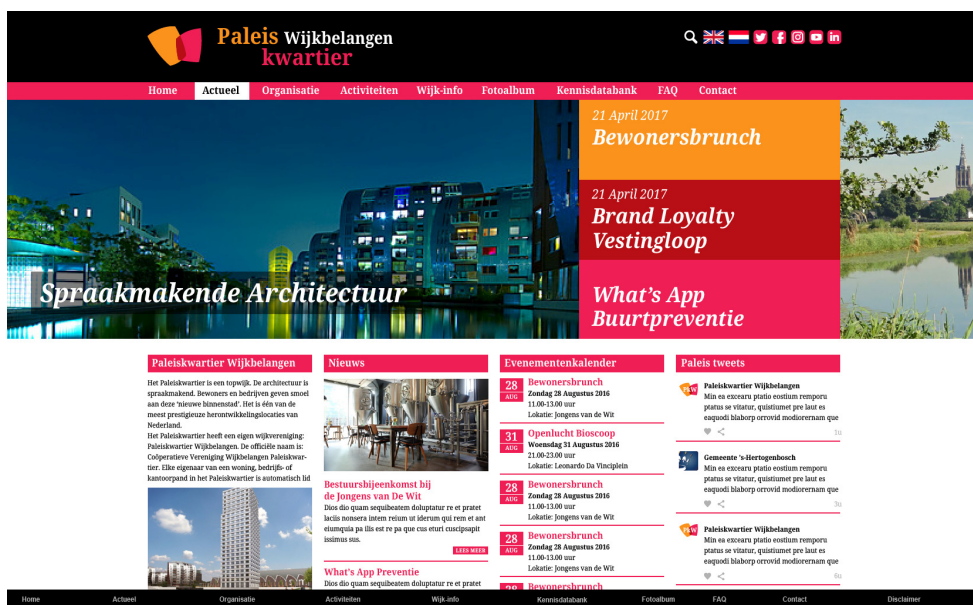 Paleis Wijkbelangen
kwartier
Home Actueel Organisatie Activiteiten Wijk-info Fotoalbum Kennisdatabank FAQ Contact
Spraakmakende Architectuur
21 April 2017
Bewonersbrunch
21 April 2017
Brand Loyalty
Vestingloop
What's App
Buurtpreventie
Paleiskwartier Wijkbelangen
Het Paleiskwartier is een topwijk. De architectuur is
spraakmakend. Bewoners en bedrijven geven smoel
aan deze 'nieuwe binnenstad'. Het is één van de
meest prestigieuze herontwikkelingslocaties van
Nederland.
Het Paleiskwartier heeft een eigen wijkvereniging:
Paleiskwartier Wijkbelangen. De officiële naam is:
Coöperatieve Vereniging Wijkbelangen Paleiskwar-
tier. Elke eigenaar van een woning, bedrijfs- of
kantoorpand in het Paleiskwartier is automatisch lid
Nieuws
Bestuursbijeenkomst bij
de Jongens van De Wit
Dios dio quam sequibeatem doluptatur re et pratet
laciis nonsera intem reium ut iderum qui rem et ant
eiumquia pa illis est re pa que cus eturi cuscipsapit
issimus sus.
LEES MEER
What's App Preventie
Dios dio quam sequibeatem doluptatur re et pratet
Evenementenkalender
28 AUG
Bewonersbrunch
Zondag 28 Augustus 2016
11.00-13.00 uur
Lokatie: Jongens van de Wit
31 AUG
Openlucht Bioscoop
Woensdag 31 Augustus 2016
21.00-23.00 uur
Lokatie: Leonardo Da Vinciplein
28 AUG
Bewonersbrunch
Zondag 28 Augustus 2016
11.00-13.00 uur
Lokatie: Jongens van de Wit
28 AUG
Bewonersbrunch
Zondag 28 Augustus 2016
11.00-13.00 uur
Lokatie: Jongens van de Wit
28
Bewonersbrunch
Paleis tweets
PKW
Paleiskwartier Wijkbelangen
Min ea excearu ptatio eostium remporu
ptatus se vitatur, quistiumet pre laut es
eaquodi blaborp orrovid modiorernam que
1u
Gemeente 's-Hertogenbosch
Min ea excearu ptatio eostium remporu
ptatus se vitatur, quistiumet pre laut es
eaquodi blaborp orrovid modiorernam que
3u
PKW
Paleiskwartier Wijkbelangen
Min ea excearu ptatio eostium remporu
ptatus se vitatur, quistiumet pre laut es
eaquodi blaborp orrovid modiorernam que
6u
Home Actueel Organisatie Activiteiten Wijk-info Kennisdatabank Fotoalbum FAQ Contact Disclaimer